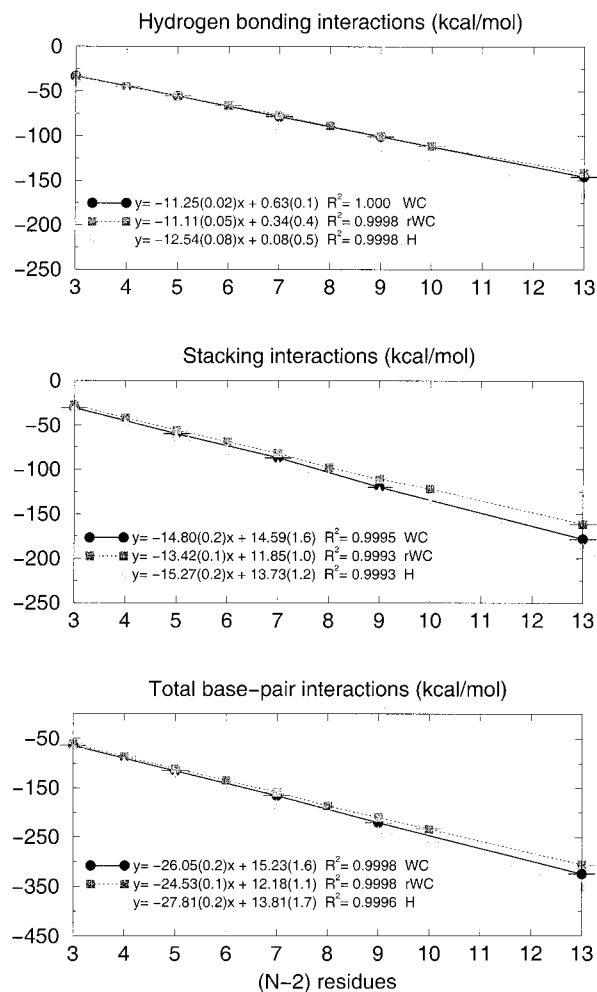 Hydrogen bonding interactions (kcal/mol)
0
−50
−100
−150
−200
−250
y= −11.25(0.02)x + 0.63(0.1) R²= 1.000 WC
y= −11.11(0.05)x + 0.34(0.4) R²= 0.9998 rWC
y= −12.54(0.08)x + 0.08(0.5) R²= 0.9998 H
3 4 5 6 7 8 9 10 11 12 13
Stacking interactions (kcal/mol)
0
−50
−100
−150
−200
−250
y= −14.80(0.2)x + 14.59(1.6) R²= 0.9995 WC
y= −13.42(0.1)x + 11.85(1.0) R²= 0.9993 rWC
y= −15.27(0.2)x + 13.73(1.2) R²= 0.9993 H
3 4 5 6 7 8 9 10 11 12 13
Total base−pair interactions (kcal/mol)
−50
−150
−250
−350
−450
y= −26.05(0.2)x + 15.23(1.6) R²= 0.9998 WC
y= −24.53(0.1)x + 12.18(1.1) R²= 0.9998 rWC
y= −27.81(0.2)x + 13.81(1.7) R²= 0.9996 H
3 4 5 6 7 8 9 10 11 12 13
(N−2) residues